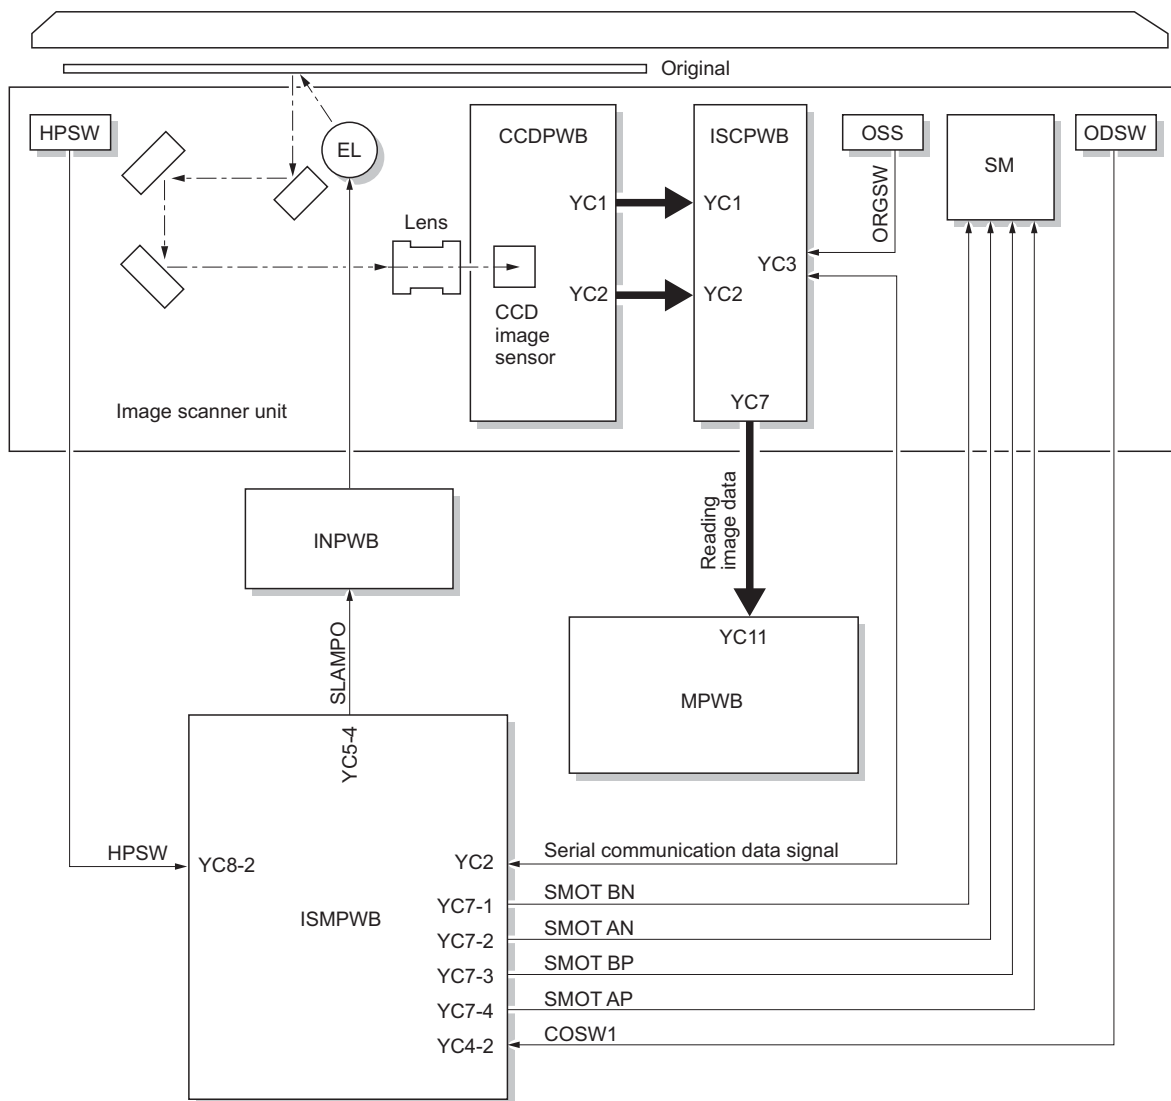 Original
HPSW
EL
CCDPWB
ISCPWB
OSS
SM
ODSW
YC1
YC1
ORGSW
Lens
YC3
YC2
YC2
CCD
image
sensor
YC7
Image scanner unit
Reading
image data
INPWB
SLAMPO
YC11
MPWB
YC5-4
HPSW
YC8-2
YC2
Serial communication data signal
ISMPWB
YC7-1
SMOT BN
YC7-2
SMOT AN
YC7-3
SMOT BP
YC7-4
SMOT AP
YC4-2
COSW1